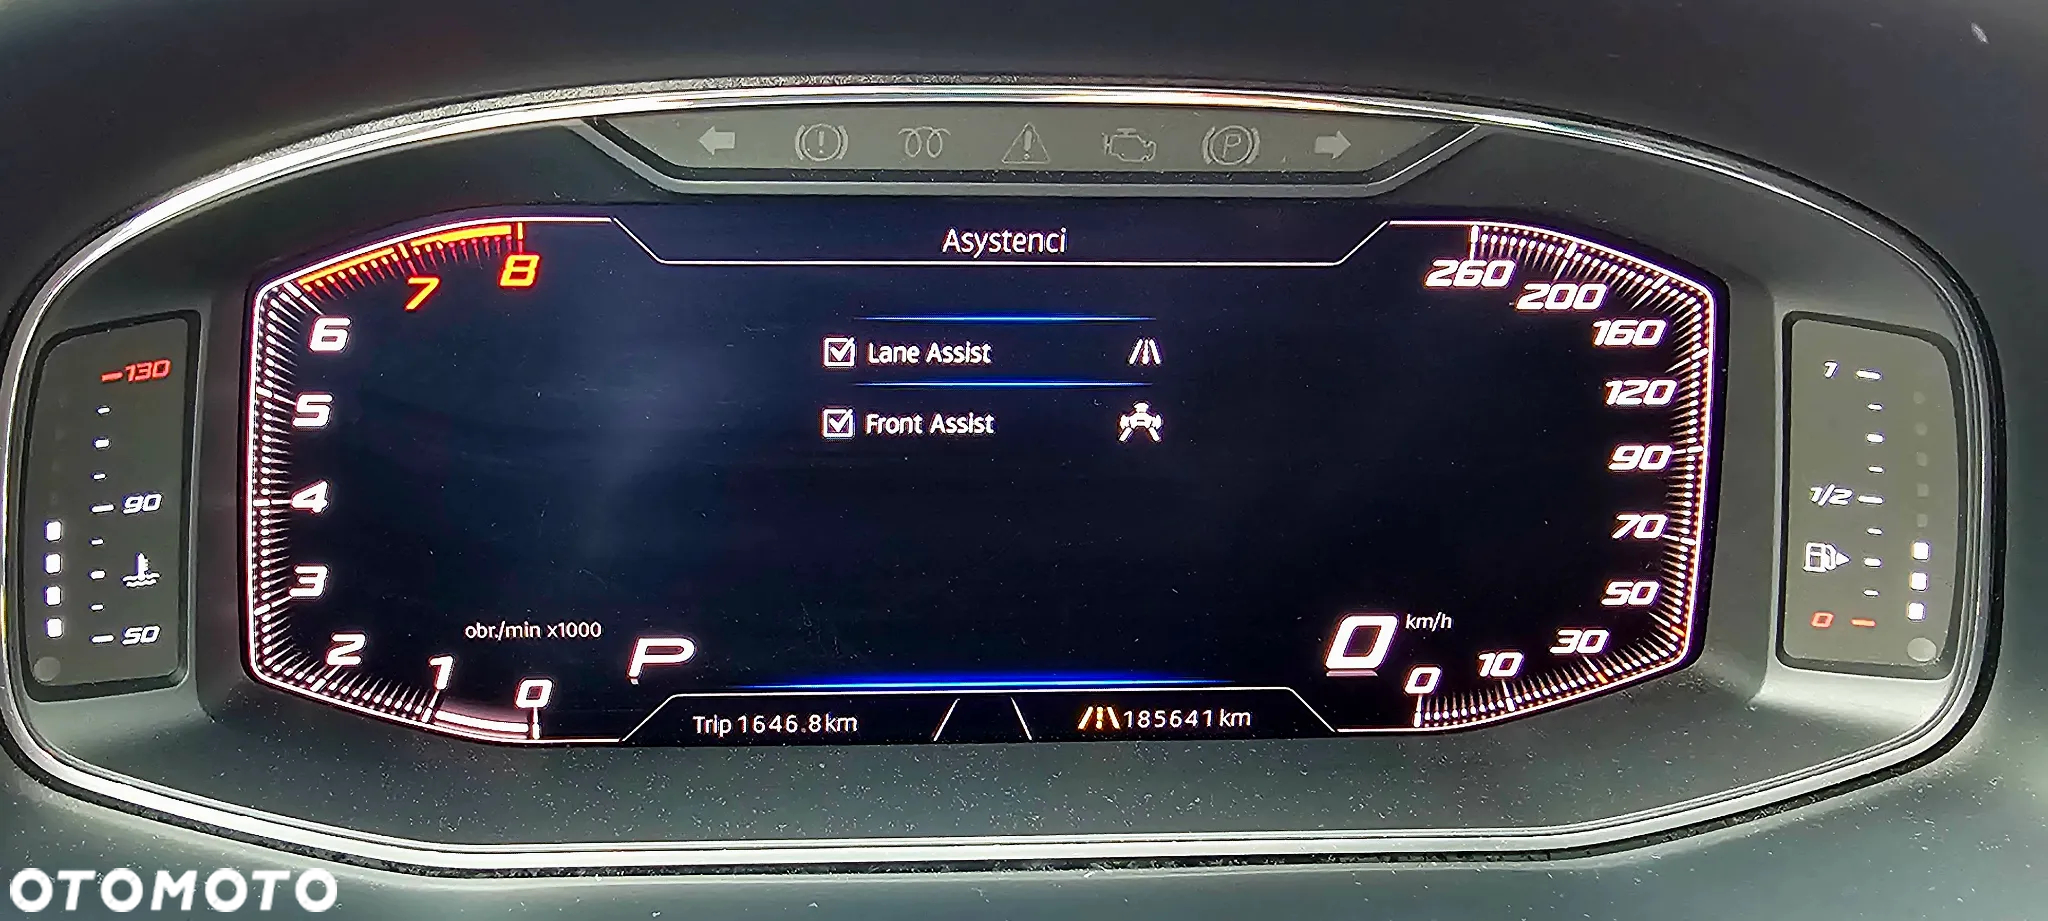 Asystenci
Lane Assist
Front Assist
130
90
50
8
7
6
5
4
3
2
1
0
obr./min x1000
P
260
200
160
120
90
70
50
30
10
0
0 km/h
1
1/2
0
Trip 1646.8 km
185641 km
P
OTOMOTO